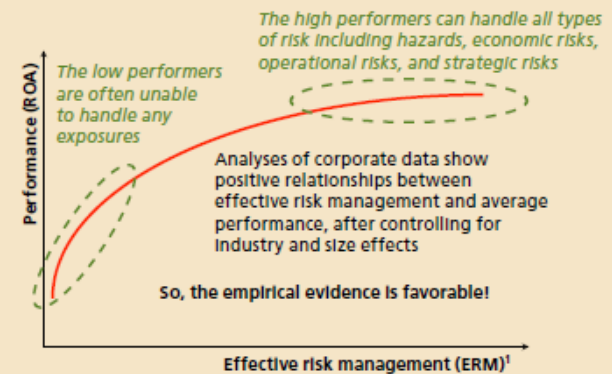 The high performers can handle all types
of risk including hazards, economic risks,
operational risks, and strategic risks
The low performers
are often unable
to handle any
exposures
Performance (ROA)
Analyses of corporate data show
positive relationships between
effective risk management and average
performance, after controlling for
industry and size effects
So, the empirical evidence is favorable!
Effective risk management (ERM)¹